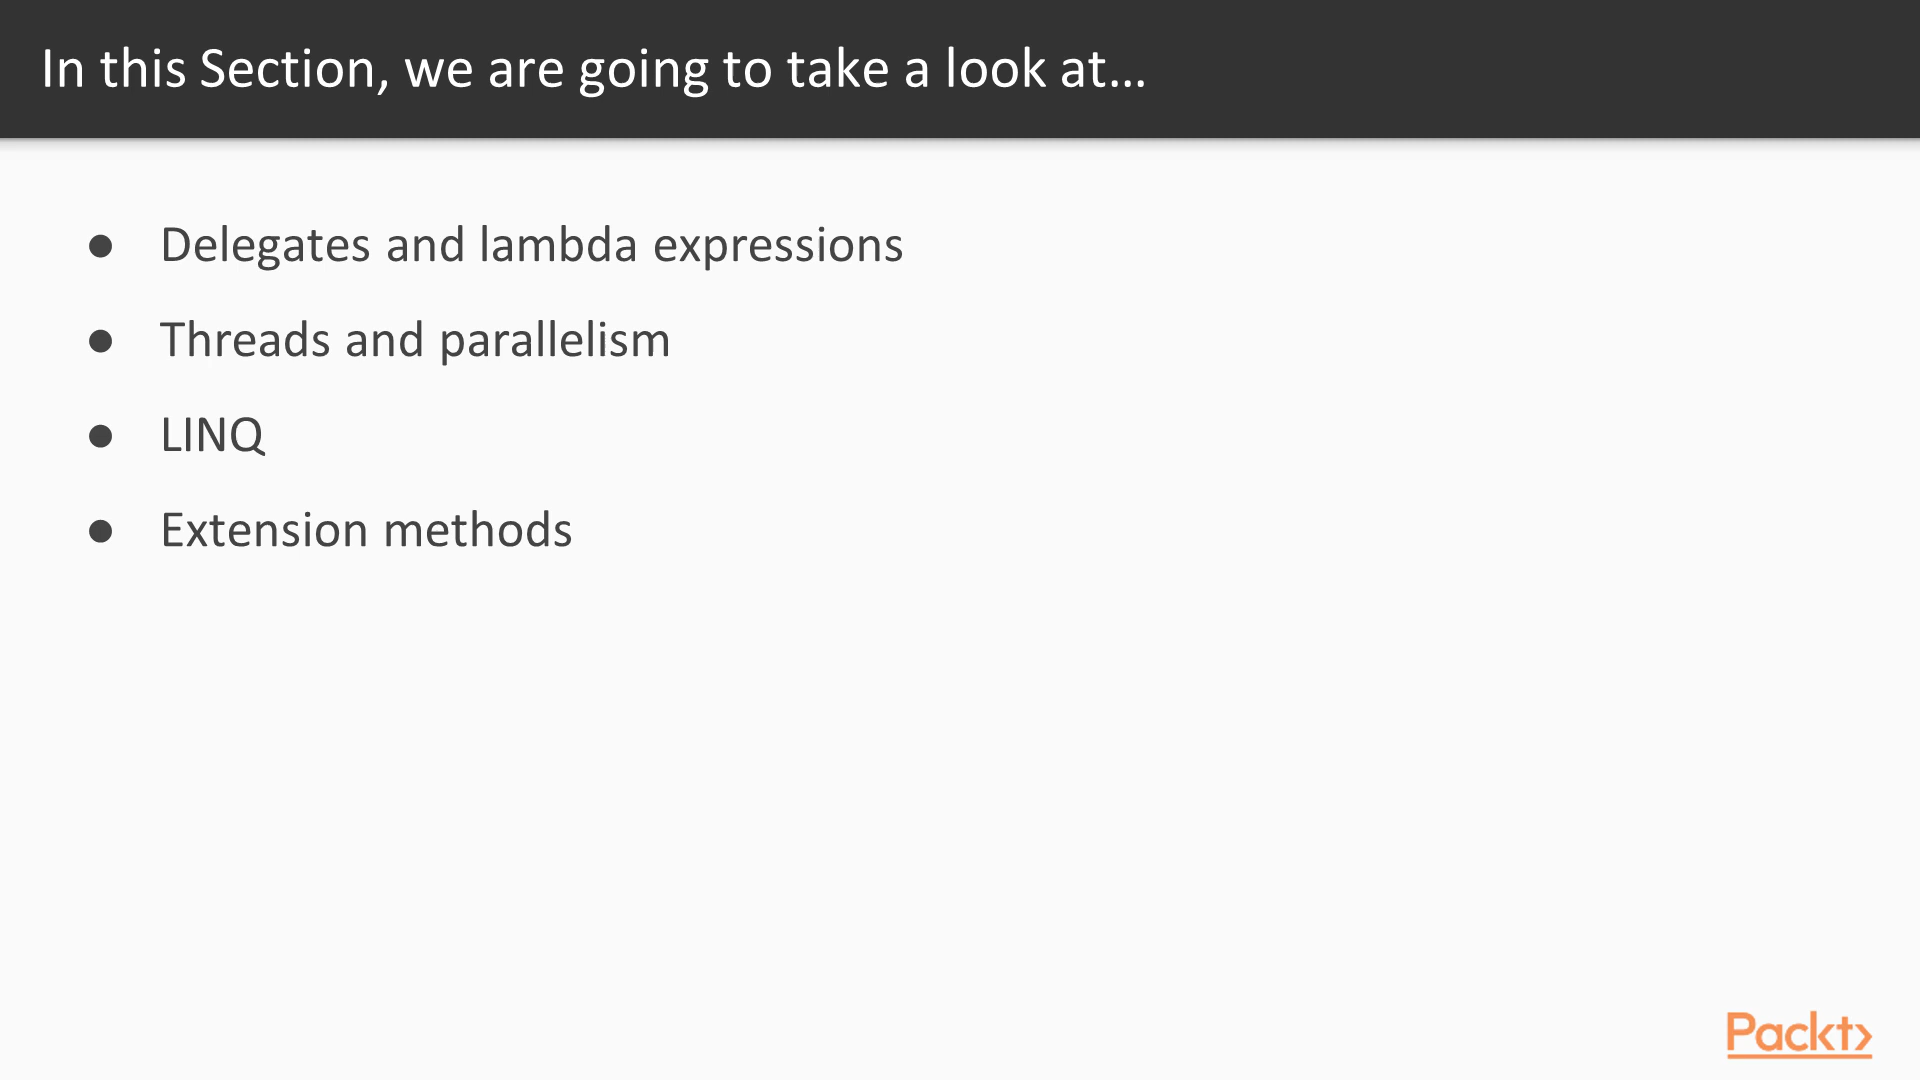 In this Section, we are going to take a look at...
● Delegates and lambda expressions
● Threads and parallelism
● LINQ
● Extension methods
Packt>